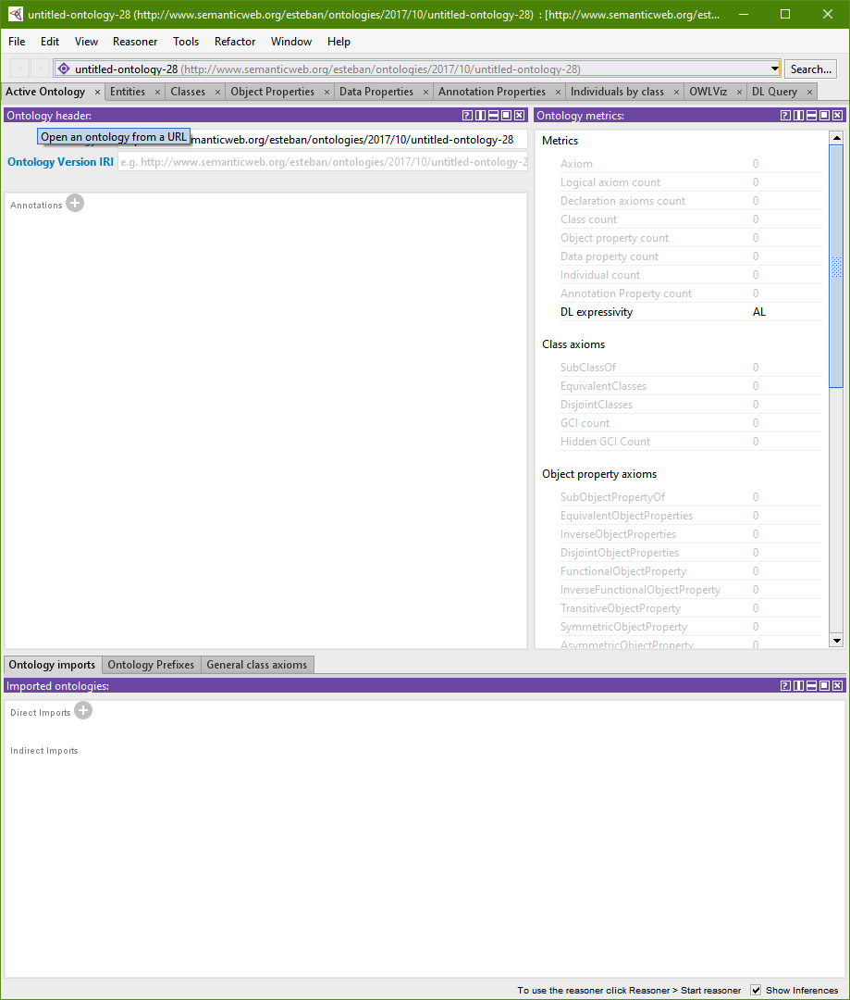 untitled-ontology-28 (http://www.semanticweb.org/esteban/ontologies/2017/10/untitled-ontology-28) : [http://www.semanticweb.org/est...
File Edit View Reasoner Tools Refactor Window Help
< > untitled-ontology-28 (http://www.semanticweb.org/esteban/ontologies/2017/10/untitled-ontology-28) Search...
Active Ontology × Entities × Classes × Object Properties × Data Properties × Annotation Properties × Individuals by class × OWLViz × DL Query ×
Ontology header:
Open an ontology from a URL
manticweb.org/esteban/ontologies/2017/10/untitled-ontology-28
Ontology Version IRI e.g. http://www.semanticweb.org/esteban/ontologies/2017/10/untitled-ontology-2
Annotations
Ontology metrics:
Metrics
Axiom 0
Logical axiom count 0
Declaration axioms count 0
Class count 0
Object property count 0
Data property count 0
Individual count 0
Annotation Property count 0
DL expressivity AL
Class axioms
SubClassOf 0
EquivalentClasses 0
DisjointClasses 0
GCI count 0
Hidden GCI Count 0
Object property axioms
SubObjectPropertyOf 0
EquivalentObjectProperties 0
InverseObjectProperties 0
DisjointObjectProperties 0
FunctionalObjectProperty 0
InverseFunctionalObjectProperty 0
TransitiveObjectProperty 0
SymmetricObjectProperty 0
AsymmetricObjectProperty 0
Ontology imports Ontology Prefixes General class axioms
Imported ontologies:
Direct Imports
Indirect Imports
To use the reasoner click Reasoner > Start reasoner Show Inferences